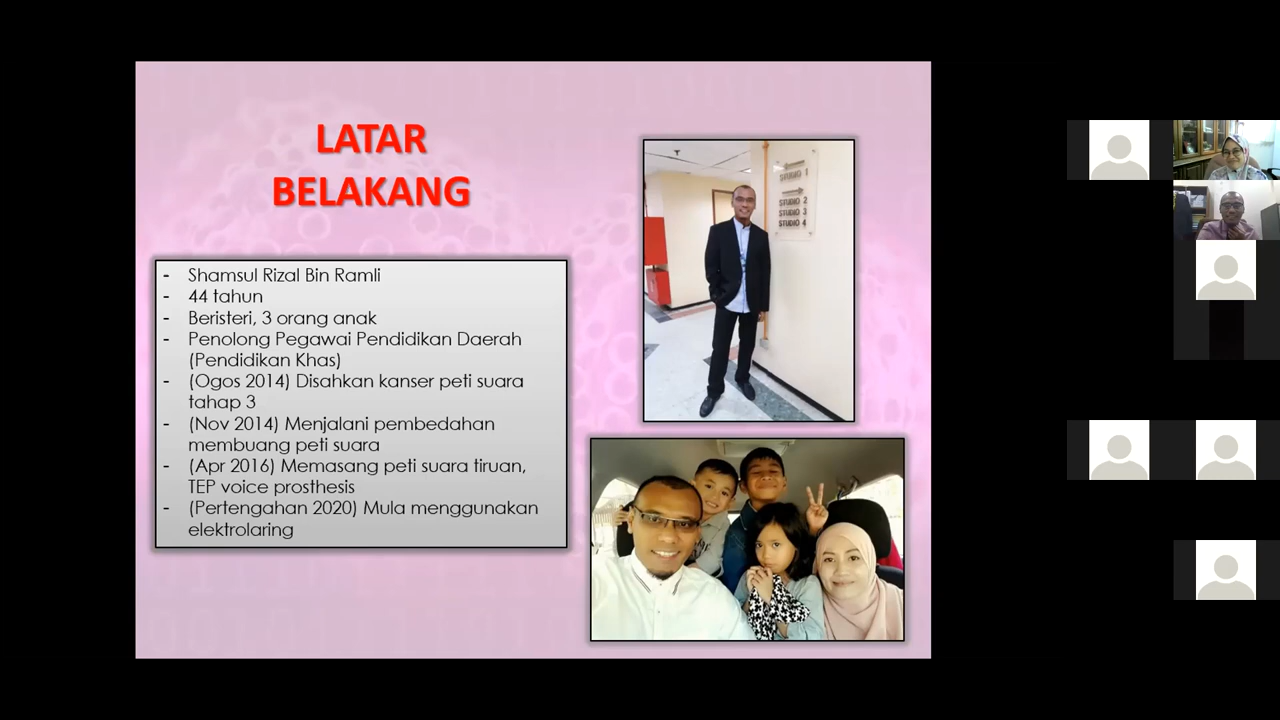 LATAR
BELAKANG
- Shamsul Rizal Bin Ramli
- 44 tahun
- Beristeri, 3 orang anak
- Penolong Pegawai Pendidikan Daerah
(Pendidikan Khas)
- (Ogos 2014) Disahkan kanser peti suara
tahap 3
- (Nov 2014) Menjalani pembedahan
membuang peti suara
- (Apr 2016) Memasang peti suara tiruan,
TEP voice prosthesis
- (Pertengahan 2020) Mula menggunakan
elektrolaring
STUDIO 1
STUDIO 2
STUDIO 3
STUDIO 4